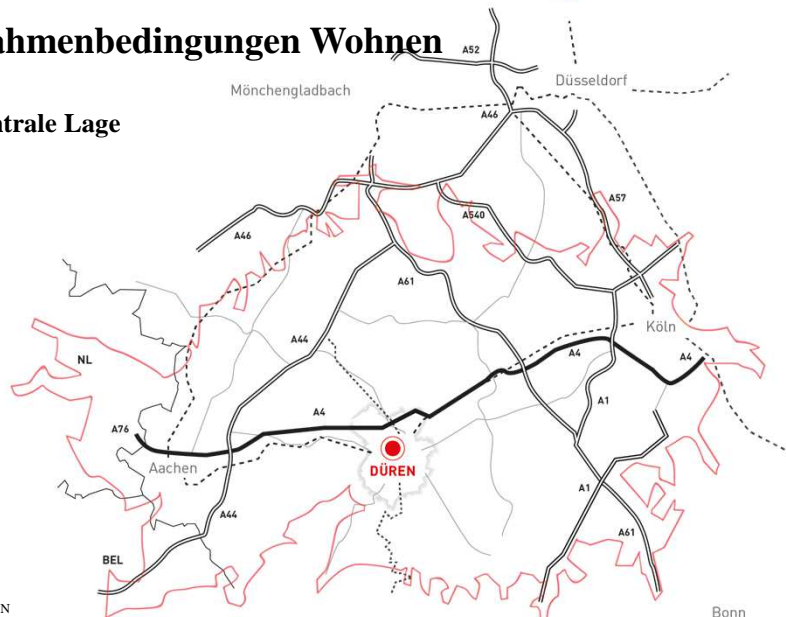 ahmenbedingungen Wohnen
ntrale Lage
A52
Düsseldorf
Mönchengladbach
A46
A57
A540
A46
A61
Köln
A44
NL
A4
A4
A4
A1
A76
Aachen
DÜREN
A1
A44
A61
BEL
N
Bonn